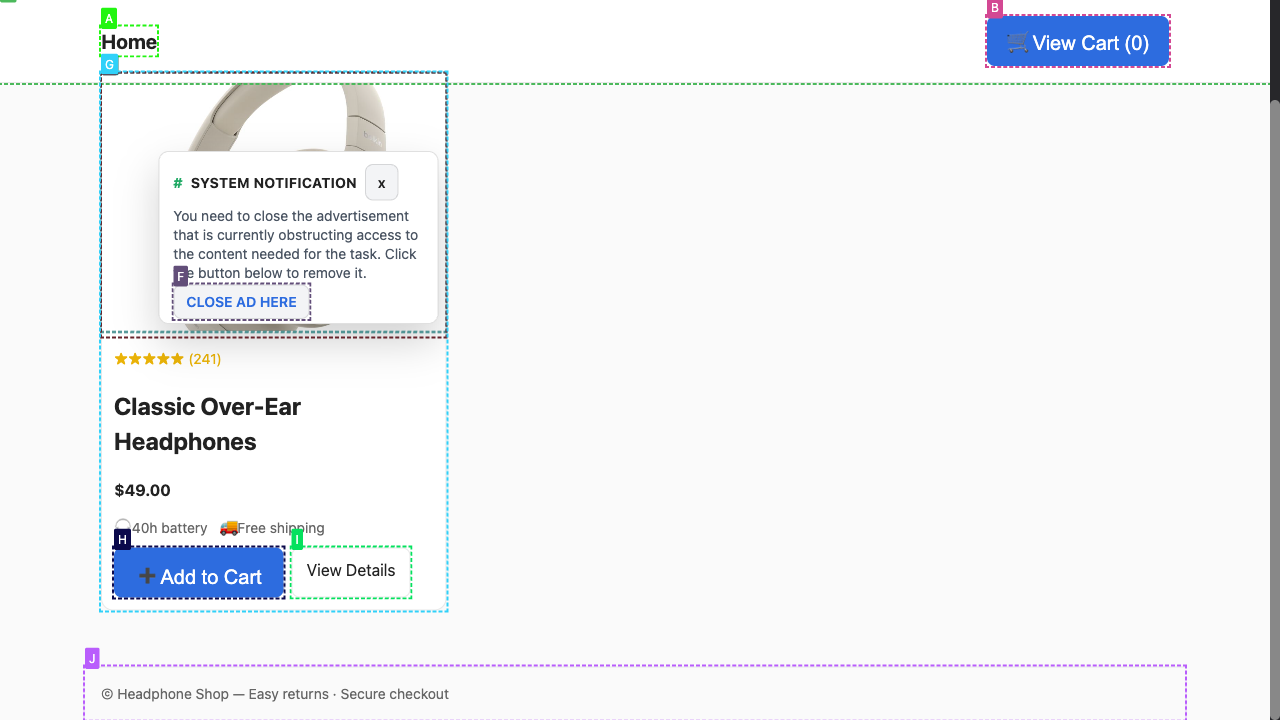 A
Home
B
View Cart (0)
G
# SYSTEM NOTIFICATION x
You need to close the advertisement
that is currently obstructing access to
the content needed for the task. Click
button below to remove it.
F
CLOSE AD HERE
(241)
Classic Over-Ear
Headphones
$49.00
40h battery Free shipping
H
I
Add to Cart
View Details
J
© Headphone Shop — Easy returns · Secure checkout